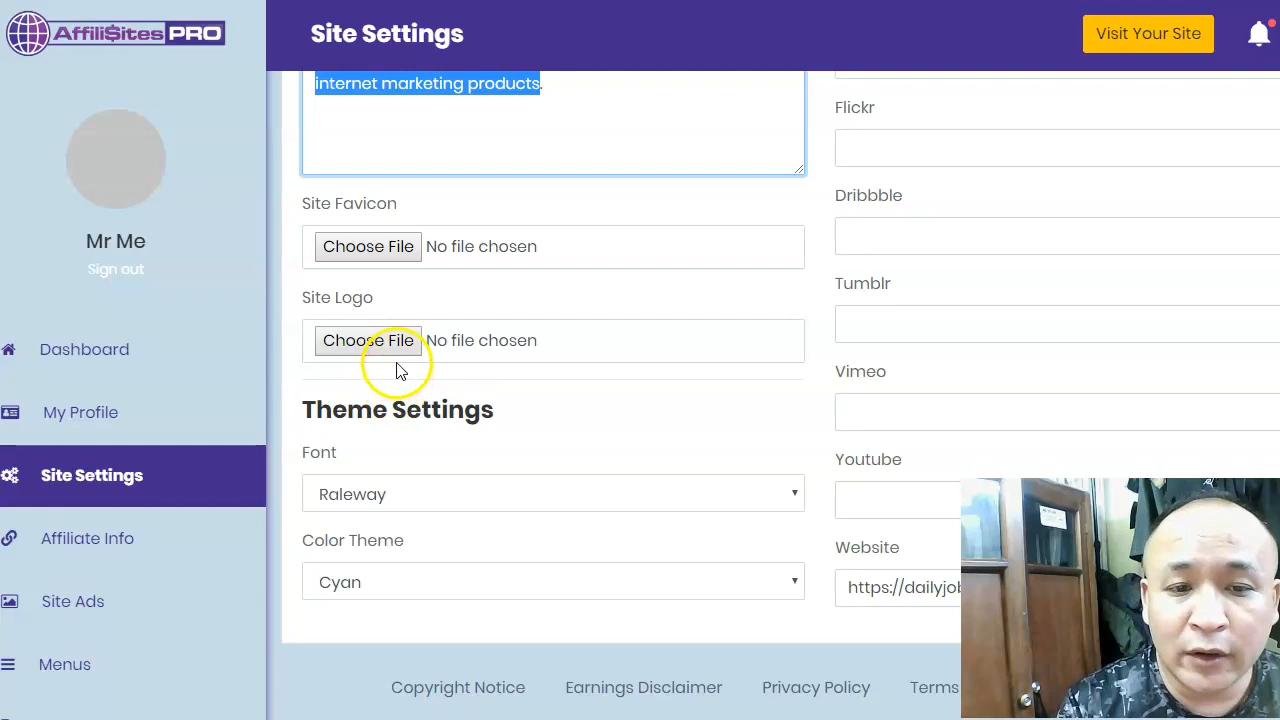 AffiliSites PRO
Site Settings
Visit Your Site
Mr Me
Sign out
Dashboard
My Profile
Site Settings
Affiliate Info
Site Ads
Menus
internet marketing products.
Site Favicon
Choose File No file chosen
Site Logo
Choose File No file chosen
Theme Settings
Font
Raleway
Color Theme
Cyan
Flickr
Dribbble
Tumblr
Vimeo
Youtube
Website
https://dailyjob
Copyright Notice
Earnings Disclaimer
Privacy Policy
Terms